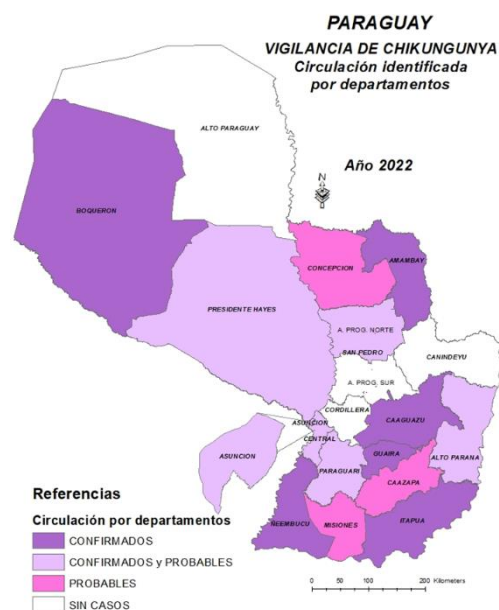 PARAGUAY
VIGILANCIA DE CHIKUNGUNYA
Circulación identificada
por departamentos
Año 2022
N
ALTO PARAGUAY
BOQUERON
CONCEPCION
AMAMBAY
PRESIDENTE HAYES
A. PROG. NORTE
SAN PEDRO
CANINDEYU
A. PROG. SUR
CORDILLERA
ASUNCION
CAAGUAZU
CENTRAL
ASUNCION
GUAIRA
ALTO PARANA
PARAGUARI
CAAZAPA
ÑEEMBUCU
MISIONES
ITAPUA
Referencias
Circulación por departamentos
CONFIRMADOS
CONFIRMADOS y PROBABLES
PROBABLES
SIN CASOS
0 50 100 200 Kilometers